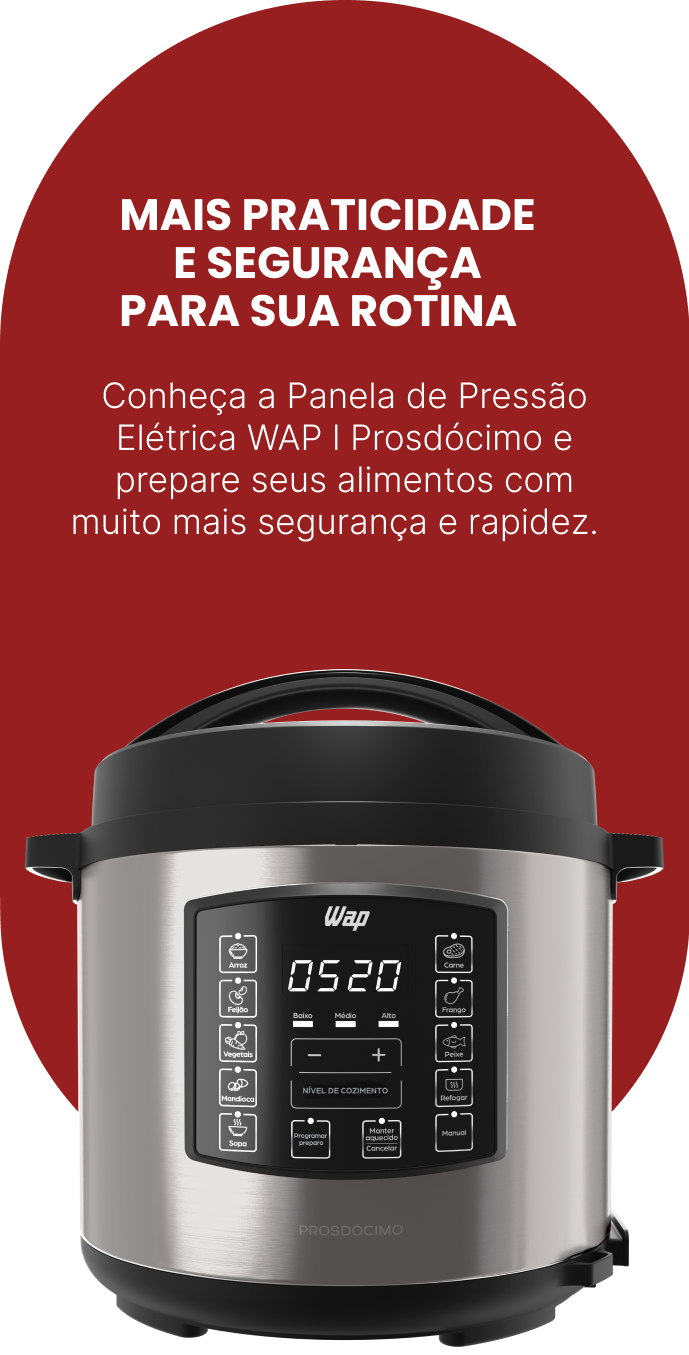 MAIS PRATICIDADE
E SEGURANÇA
PARA SUA ROTINA
Conheça a Panela de Pressão
Elétrica WAP | Prosdócimo e
prepare seus alimentos com
muito mais segurança e rapidez.
Wap
0520
Baixo Médio Alto
− +
NÍVEL DE COZIMENTO
Arroz
Feijão
Vegetais
Mandioca
Sopa
Carne
Frango
Peixe
Refogar
Manual
Programar
preparo
Manter
aquecido
Cancelar
PROSDÓCIMO